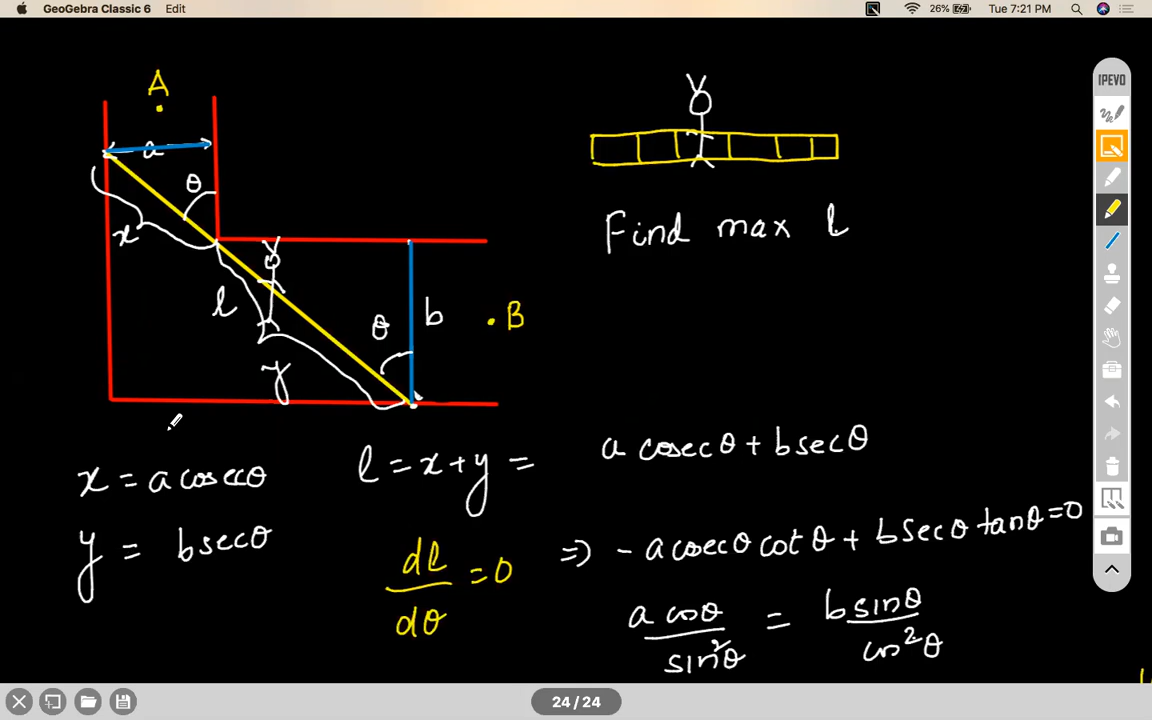 GeoGebra Classic 6 Edit 26% Tue 7:21 PM
IPEVO
A
a
θ
x
l
θ
b
B
y
Find max l
x = a cosecθ
y = b secθ
l = x + y = a cosecθ + b secθ
dl/dθ = 0
⇒ - a cosecθ cot θ + b secθ tanθ = 0
a cosθ / sin²θ = b sinθ / cos²θ
24 / 24